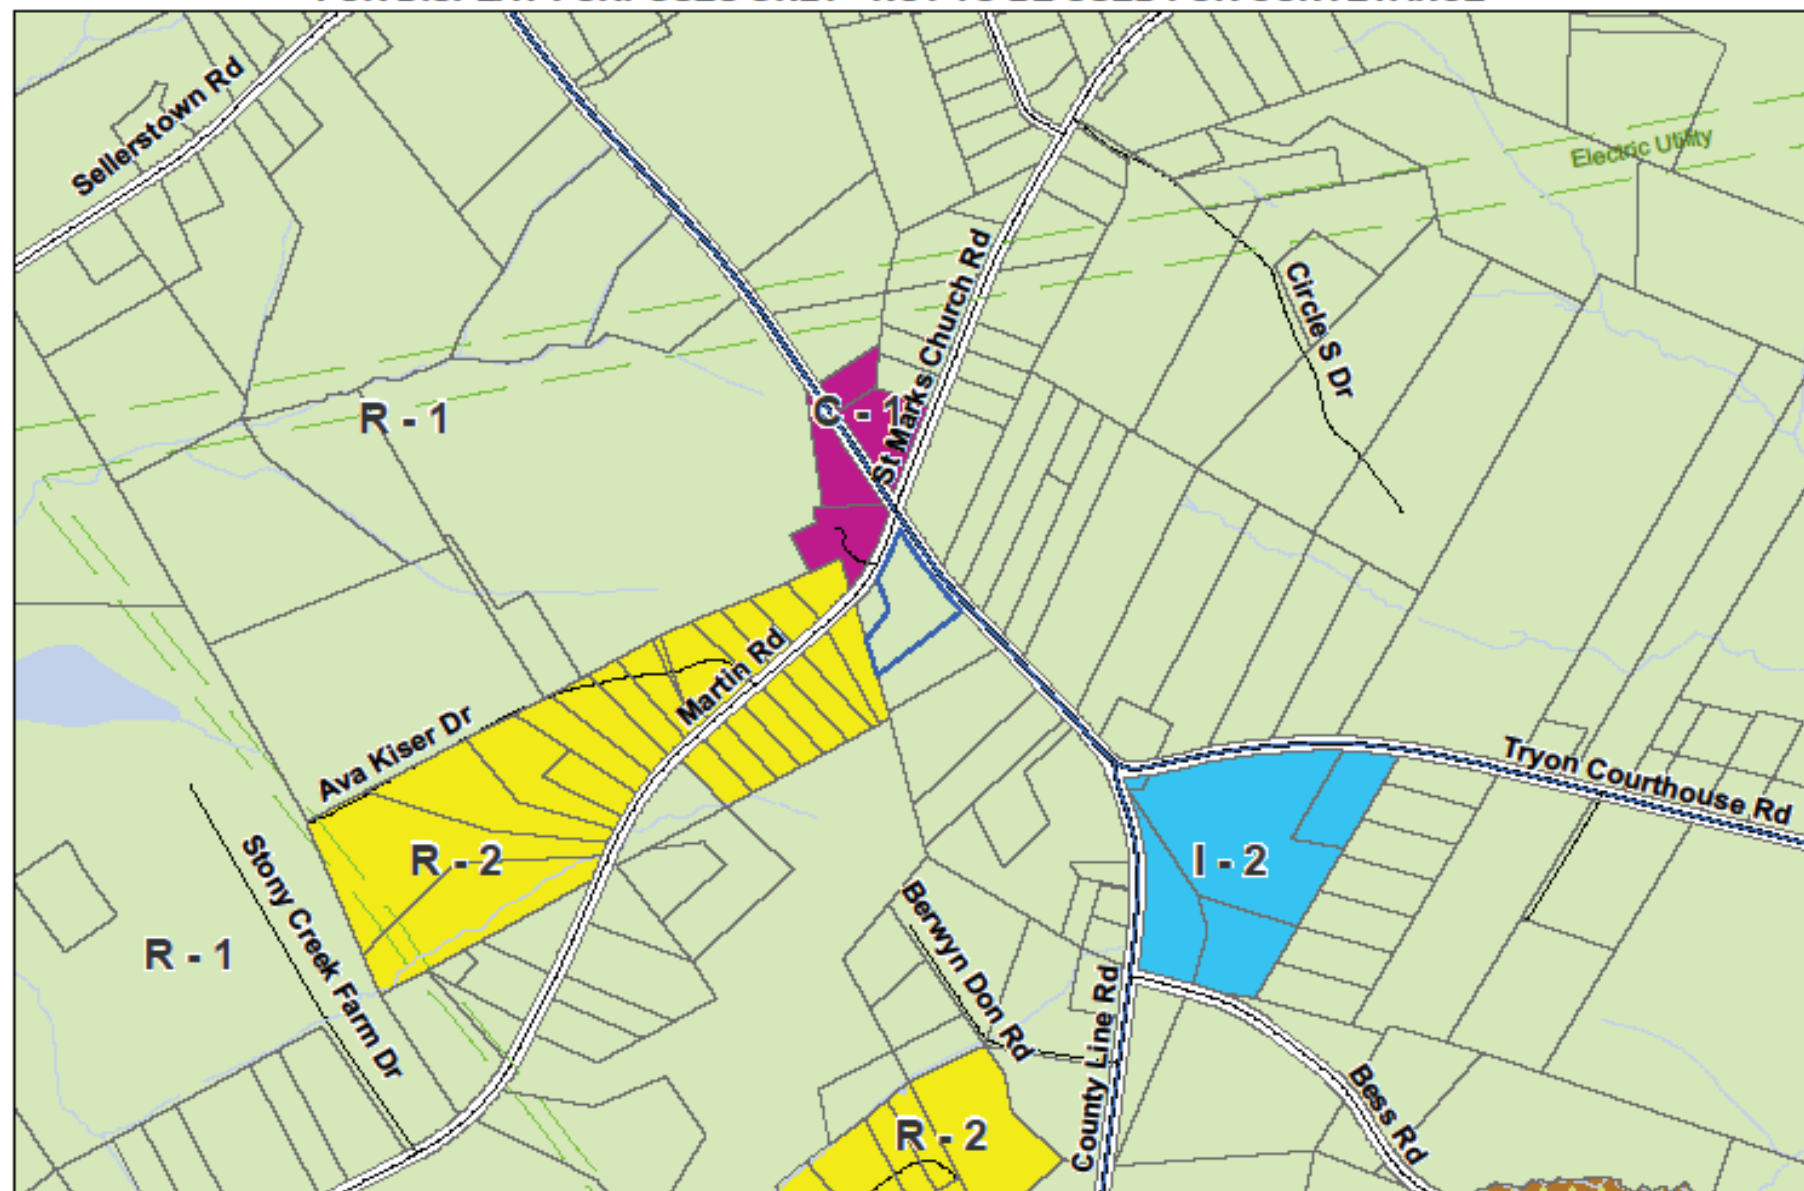 Sellerstown Rd
Electric Utility
St Marks Church Rd
Circle S Dr
R - 1
C - 1
Martin Rd
Ava Kiser Dr
Tryon Courthouse Rd
R - 2
I - 2
Stony Creek Farm Dr
R - 1
Berwyn Don Rd
County Line Rd
Bess Rd
R - 2